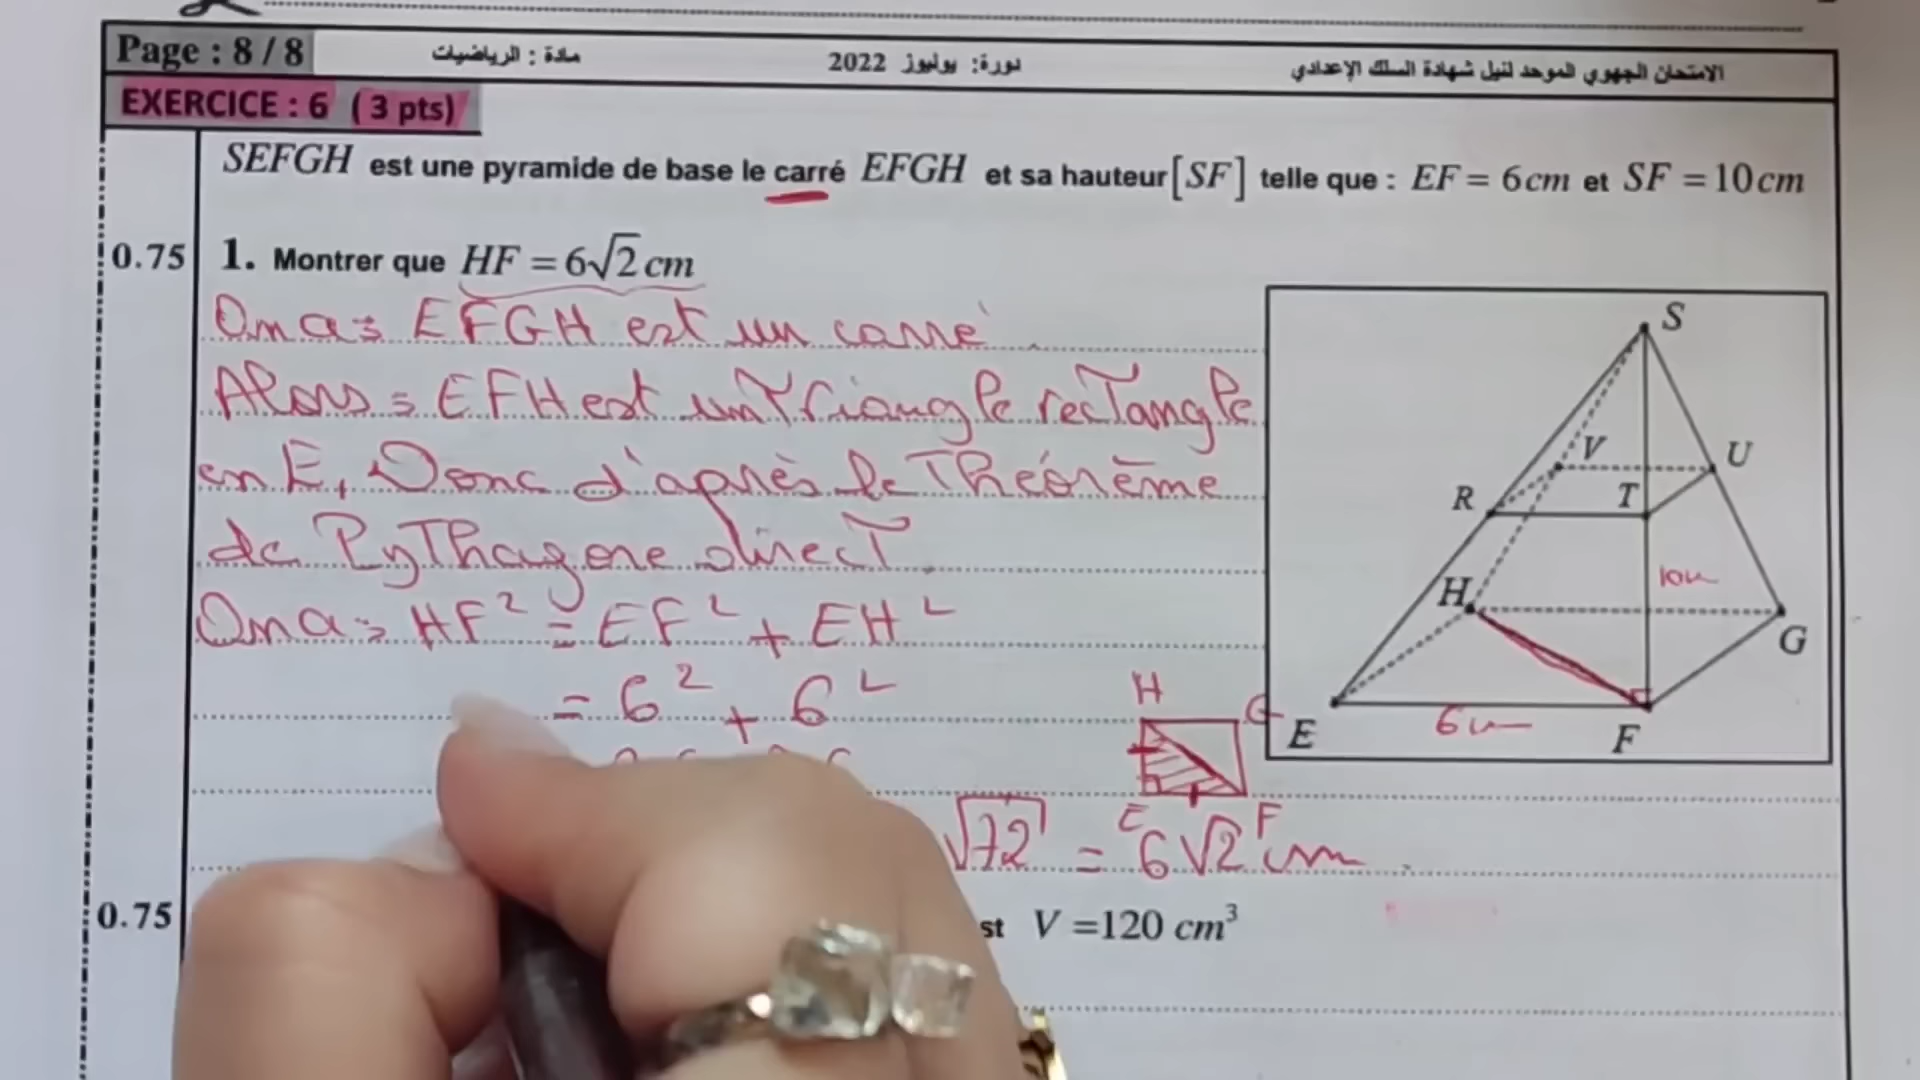 Page : 8 / 8
مادة : الرياضيات
دورة: يوليوز 2022
الامتحان الجهوي الموحد لنيل شهادة السلك الإعدادي
EXERCICE : 6 ( 3 pts)
SEFGH est une pyramide de base le carré EFGH et sa hauteur [SF] telle que : EF = 6cm et SF = 10cm
0.75
1. Montrer que HF = 6√2 cm
On a : EFGH est un carré.
Alors : EFH est un Triangle recTangle
en E, Donc d'après le Théorème
de PyThagore direcT.
On a : HF² = EF² + EH²
= 6² + 6²
√72 = 6√2 cm.
0.75
st V =120 cm³
S
V
U
R
T
10cm
H
G
E
6cm
F
H
G
E
F